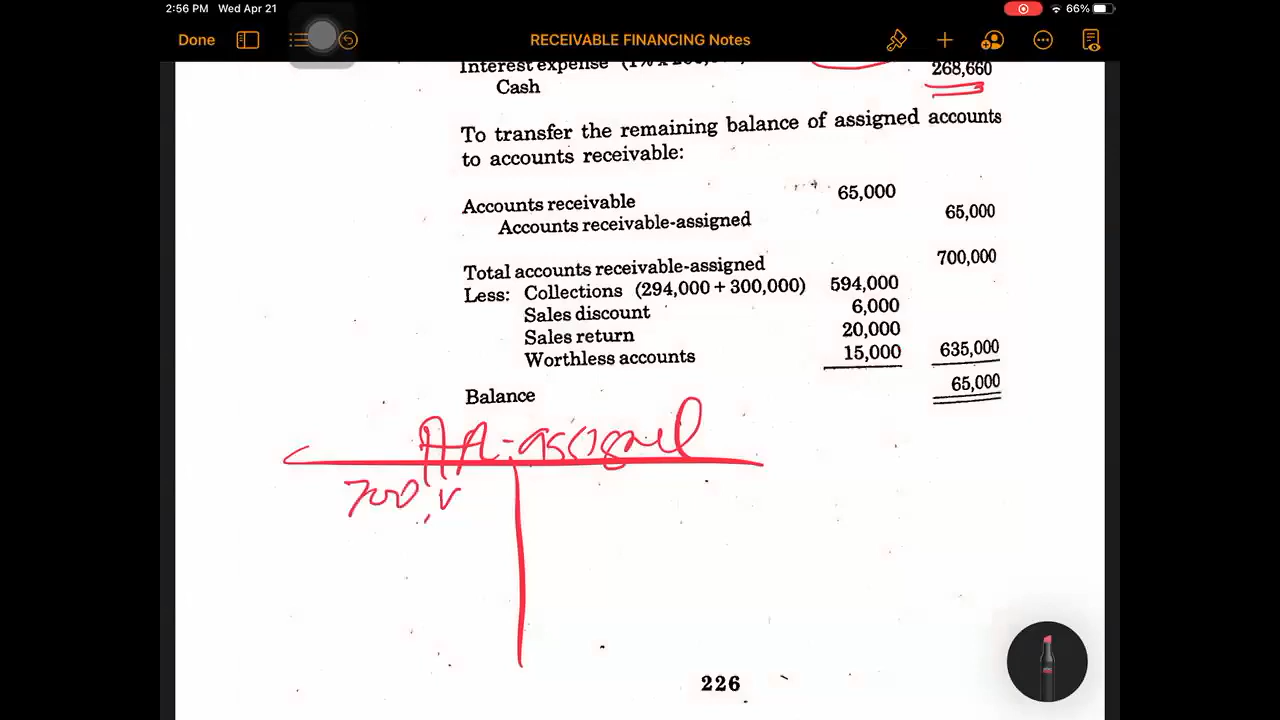 2:56 PM Wed Apr 21 66%
Done RECEIVABLE FINANCING Notes
Interest expense (1% x
Cash 268,660
To transfer the remaining balance of assigned accounts
to accounts receivable:
Accounts receivable 65,000
Accounts receivable-assigned 65,000
Total accounts receivable-assigned 700,000
Less: Collections (294,000 + 300,000) 594,000
Sales discount 6,000
Sales return 20,000
Worthless accounts 15,000 635,000
Balance 65,000
AR-assigned
700,
226